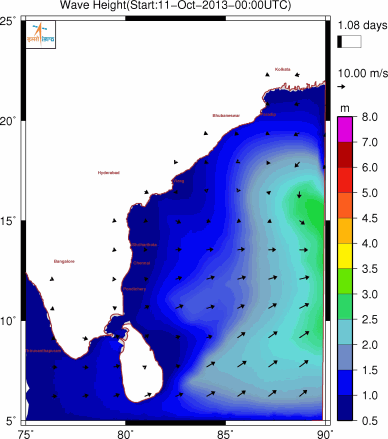 Wave Height(Start:11-Oct-2013-00:00UTC)
25°
1.08 days
Kolkata
10.00 m/s
m
8.0
20°
Bhubaneswar
7.0
6.0
Hyderabad
5.0
4.5
15°
4.0
3.5
Bangalore
3.0
2.5
10°
2.0
1.5
1.0
5°
0.5
75°
80°
85°
90°